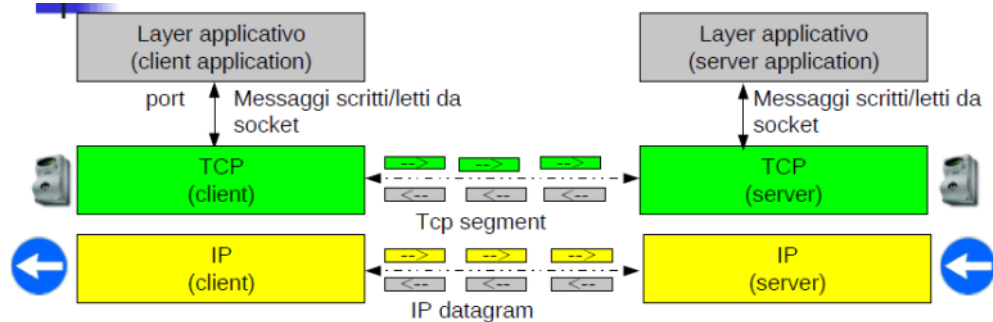 Layer applicativo
(client application)
Layer applicativo
(server application)
port
Messaggi scritti/letti da
socket
Messaggi scritti/letti da
socket
TCP
(client)
-->
-->
-->
<--
<--
<--
Tcp segment
TCP
(server)
IP
(client)
-->
-->
-->
<--
<--
<--
IP datagram
IP
(server)